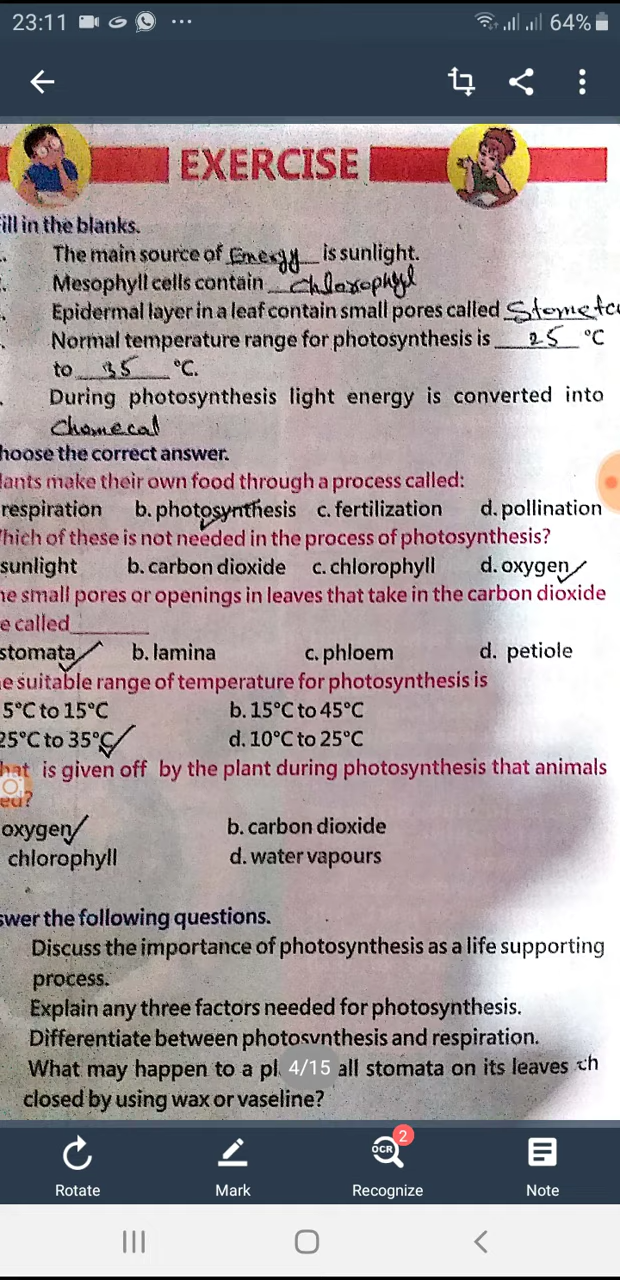 23:11 ... 64%
EXERCISE
ill in the blanks.
The main source of Energy is sunlight.
Mesophyll cells contain Chlorophyyl
Epidermal layer in a leaf contain small pores called Stometa
Normal temperature range for photosynthesis is 25 °C
to 35 °C.
During photosynthesis light energy is converted into
Chemecal
hoose the correct answer.
lants make their own food through a process called:
respiration b. photosynthesis c. fertilization d. pollination
hich of these is not needed in the process of photosynthesis?
sunlight b. carbon dioxide c. chlorophyll d. oxygen
he small pores or openings in leaves that take in the carbon dioxide
e called
stomata b. lamina c. phloem d. petiole
e suitable range of temperature for photosynthesis is
5°C to 15°C b. 15°C to 45°C
25°C to 35°C d. 10°C to 25°C
hat is given off by the plant during photosynthesis that animals
ed?
oxygen b. carbon dioxide
chlorophyll d. water vapours
swer the following questions.
Discuss the importance of photosynthesis as a life supporting
process.
Explain any three factors needed for photosynthesis.
Differentiate between photosynthesis and respiration.
What may happen to a pl 4/15 all stomata on its leaves
closed by using wax or vaseline?
OCR 2
Rotate Mark Recognize Note